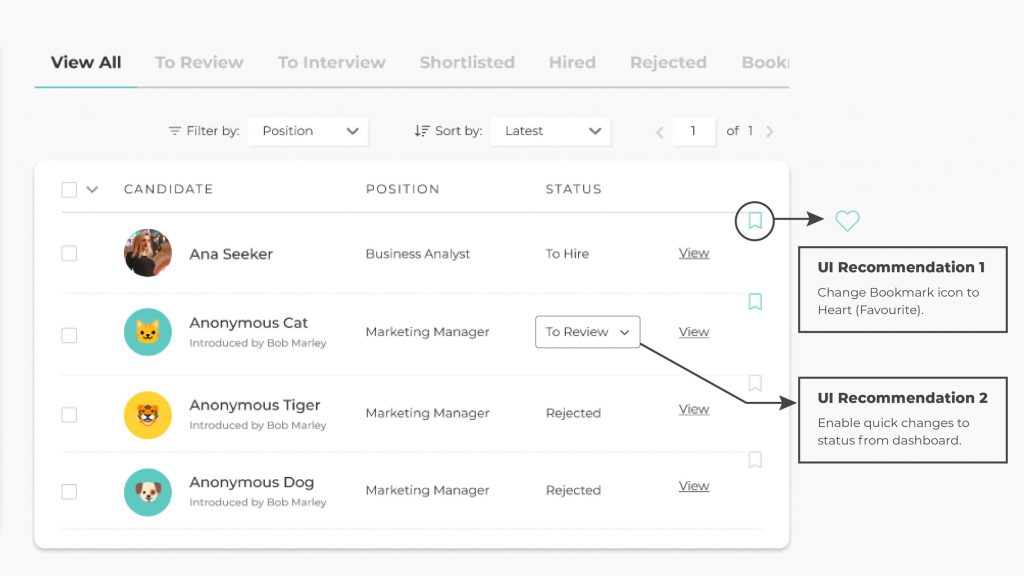 View All To Review To Interview Shortlisted Hired Rejected Book
Filter by: Position Sort by: Latest 1 of 1
CANDIDATE POSITION STATUS
Ana Seeker Business Analyst To Hire View
UI Recommendation 1
Change Bookmark icon to
Heart (Favourite).
Anonymous Cat
Introduced by Bob Marley
Marketing Manager To Review View
Anonymous Tiger
Introduced by Bob Marley
Marketing Manager Rejected View
UI Recommendation 2
Enable quick changes to
status from dashboard.
Anonymous Dog
Introduced by Bob Marley
Marketing Manager Rejected View